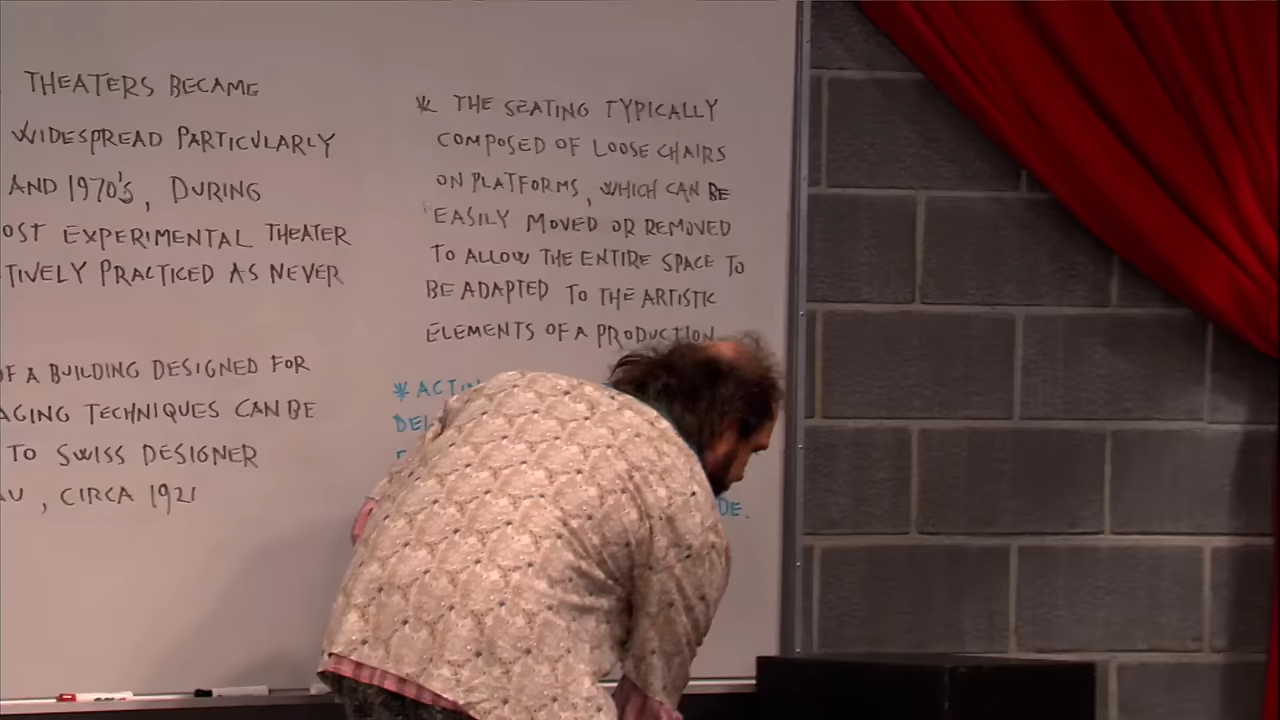 THEATERS BECAME
WIDESPREAD PARTICULARLY
AND 1970'S, DURING
OST EXPERIMENTAL THEATER
TIVELY PRACTICED AS NEVER
OF A BUILDING DESIGNED FOR
AGING TECHNIQUES CAN BE
TO SWISS DESIGNER
AU, CIRCA 1921
* THE SEATING TYPICALLY
COMPOSED OF LOOSE CHAIRS
ON PLATFORMS, WHICH CAN BE
EASILY MOVED OR REMOVED
TO ALLOW THE ENTIRE SPACE TO
BE ADAPTED TO THE ARTISTIC
ELEMENTS OF A PRODUCTION
* ACTIN
DE.